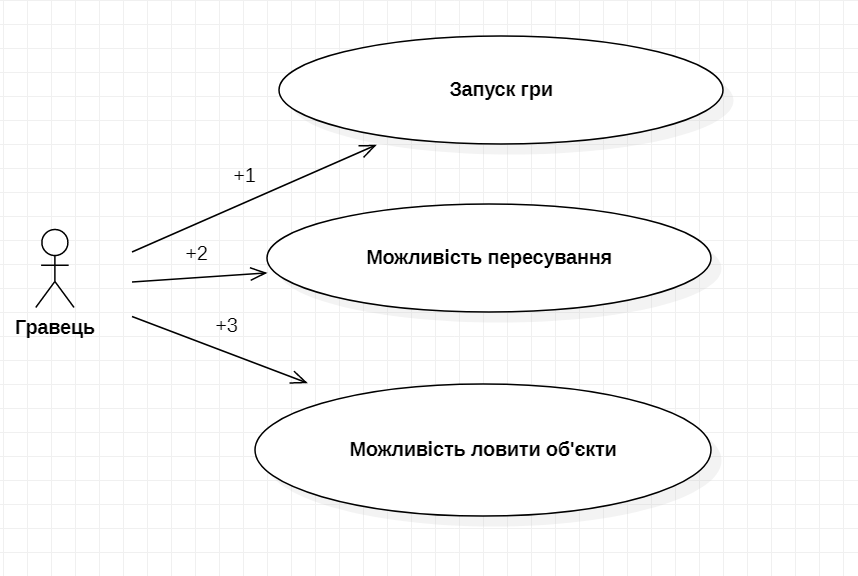 Запуск гри
+1
+2
Можливість пересування
Гравець
+3
Можливість ловити об'єкти